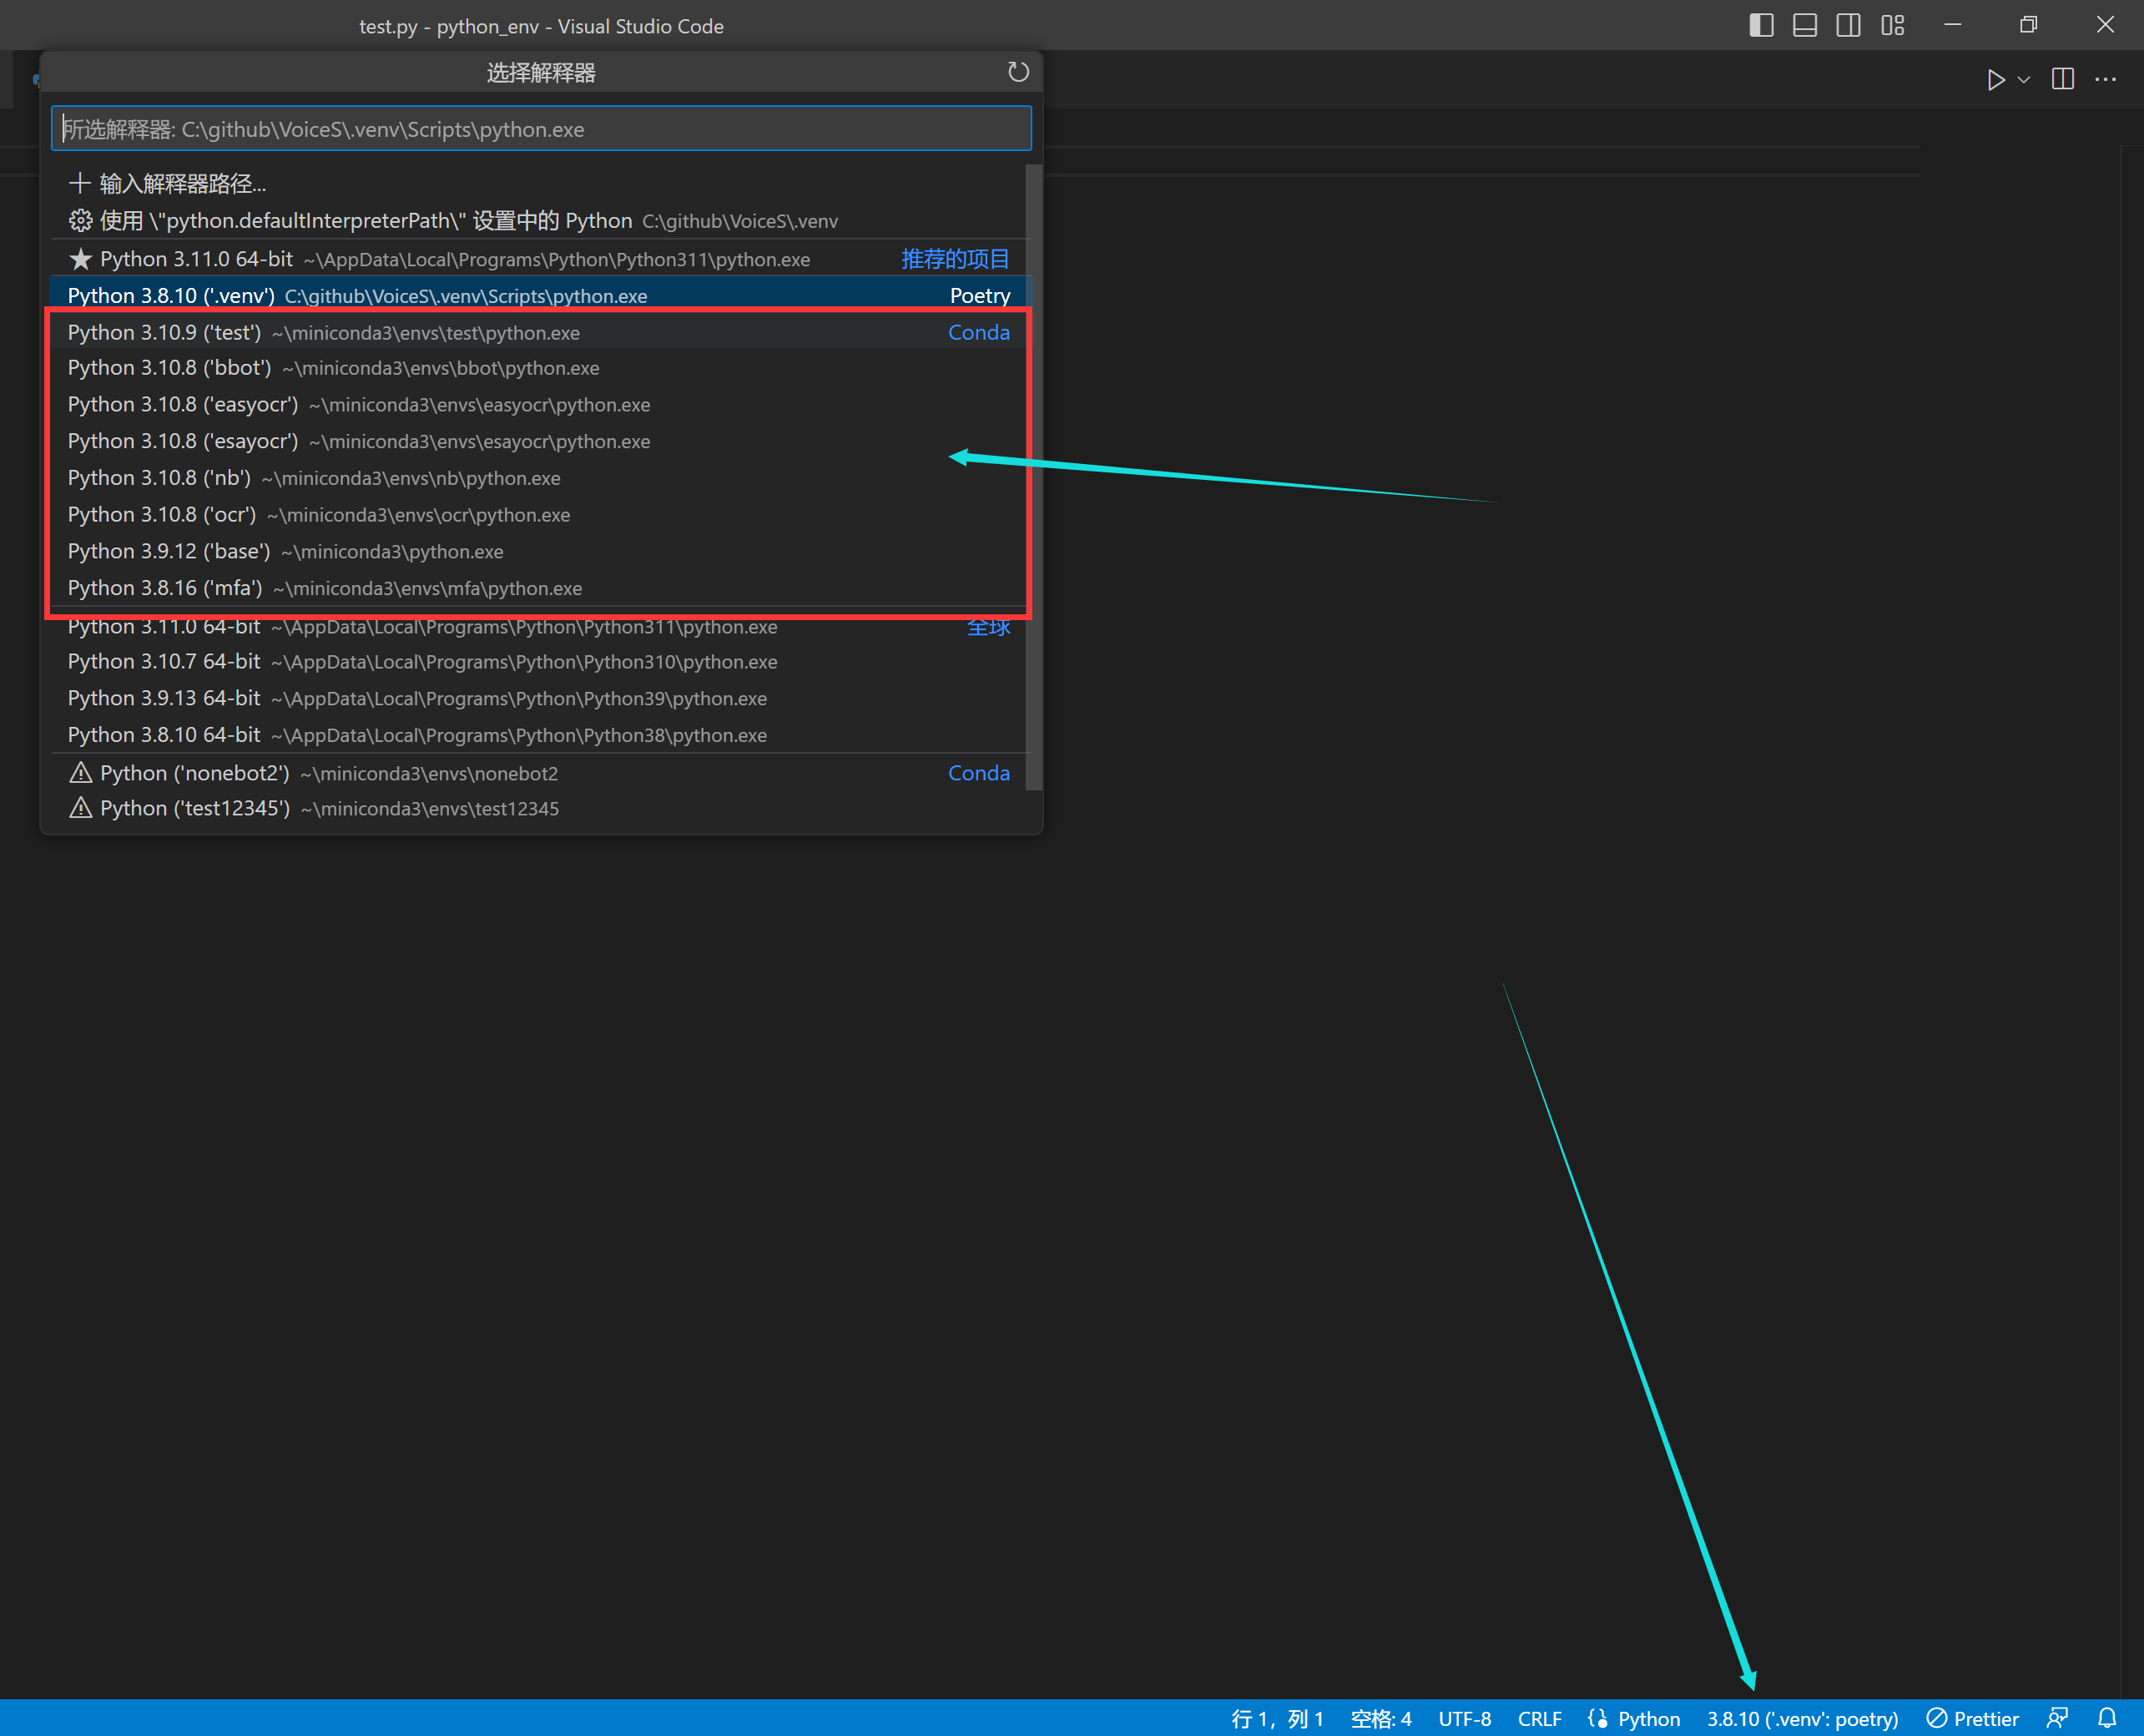 test.py - python_env - Visual Studio Code
选择解释器
所选解释器: C:\github\VoiceS\.venv\Scripts\python.exe
输入解释器路径...
使用 \"python.defaultInterpreterPath\" 设置中的 Python C:\github\VoiceS\.venv
Python 3.11.0 64-bit ~\AppData\Local\Programs\Python\Python311\python.exe 推荐的项目
Python 3.8.10 ('.venv') C:\github\VoiceS\.venv\Scripts\python.exe Poetry
Python 3.10.9 ('test') ~\miniconda3\envs\test\python.exe Conda
Python 3.10.8 ('bbot') ~\miniconda3\envs\bbot\python.exe
Python 3.10.8 ('easyocr') ~\miniconda3\envs\easyocr\python.exe
Python 3.10.8 ('esayocr') ~\miniconda3\envs\esayocr\python.exe
Python 3.10.8 ('nb') ~\miniconda3\envs\nb\python.exe
Python 3.10.8 ('ocr') ~\miniconda3\envs\ocr\python.exe
Python 3.9.12 ('base') ~\miniconda3\python.exe
Python 3.8.16 ('mfa') ~\miniconda3\envs\mfa\python.exe
Python 3.11.0 64-bit ~\AppData\Local\Programs\Python\Python311\python.exe 全球
Python 3.10.7 64-bit ~\AppData\Local\Programs\Python\Python310\python.exe
Python 3.9.13 64-bit ~\AppData\Local\Programs\Python\Python39\python.exe
Python 3.8.10 64-bit ~\AppData\Local\Programs\Python\Python38\python.exe
Python ('nonebot2') ~\miniconda3\envs\nonebot2 Conda
Python ('test12345') ~\miniconda3\envs\test12345
行 1，列 1 空格: 4 UTF-8 CRLF Python 3.8.10 ('.venv': poetry) Prettier